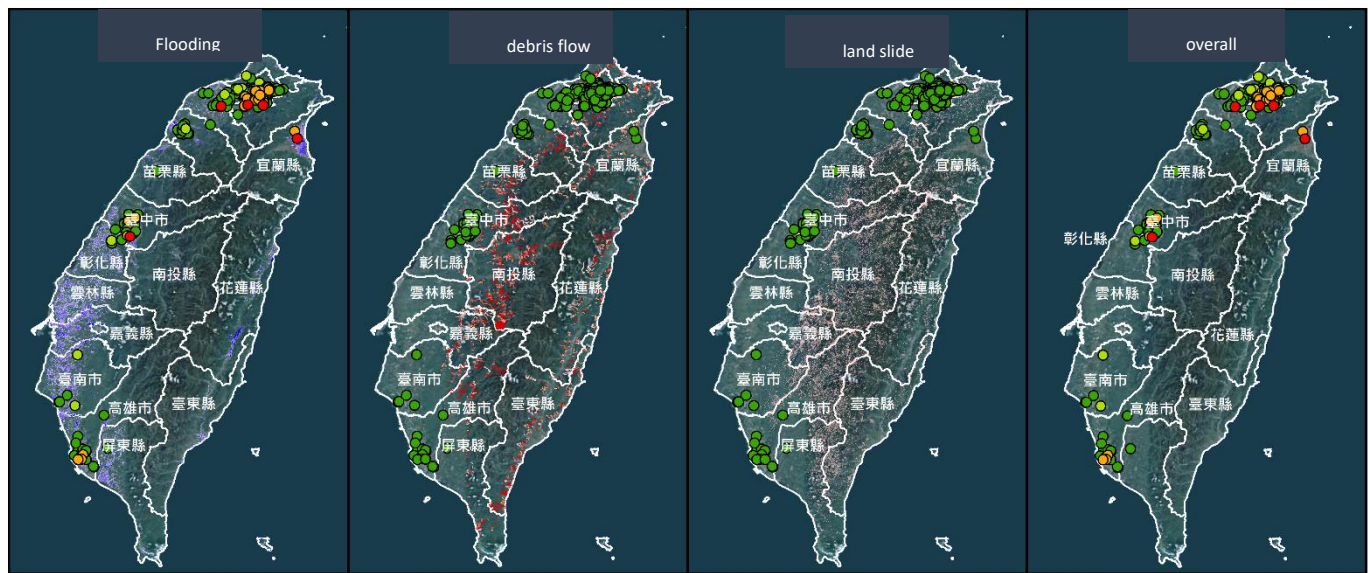 Flooding
debris flow
land slide
overall
苗栗縣
宜蘭縣
臺中市
彰化縣
南投縣
雲林縣
花蓮縣
嘉義縣
臺南市
高雄市
臺東縣
屏東縣
苗栗縣
宜蘭縣
臺中市
彰化縣
南投縣
花蓮縣
雲林縣
嘉義縣
臺南市
高雄市
臺東縣
屏東縣
苗栗縣
宜蘭縣
臺中市
彰化縣
南投縣
花蓮縣
雲林縣
嘉義縣
臺南市
高雄市
臺東縣
屏東縣
苗栗縣
宜蘭縣
臺中市
彰化縣
南投縣
雲林縣
花蓮縣
臺南市
臺東縣
高雄市